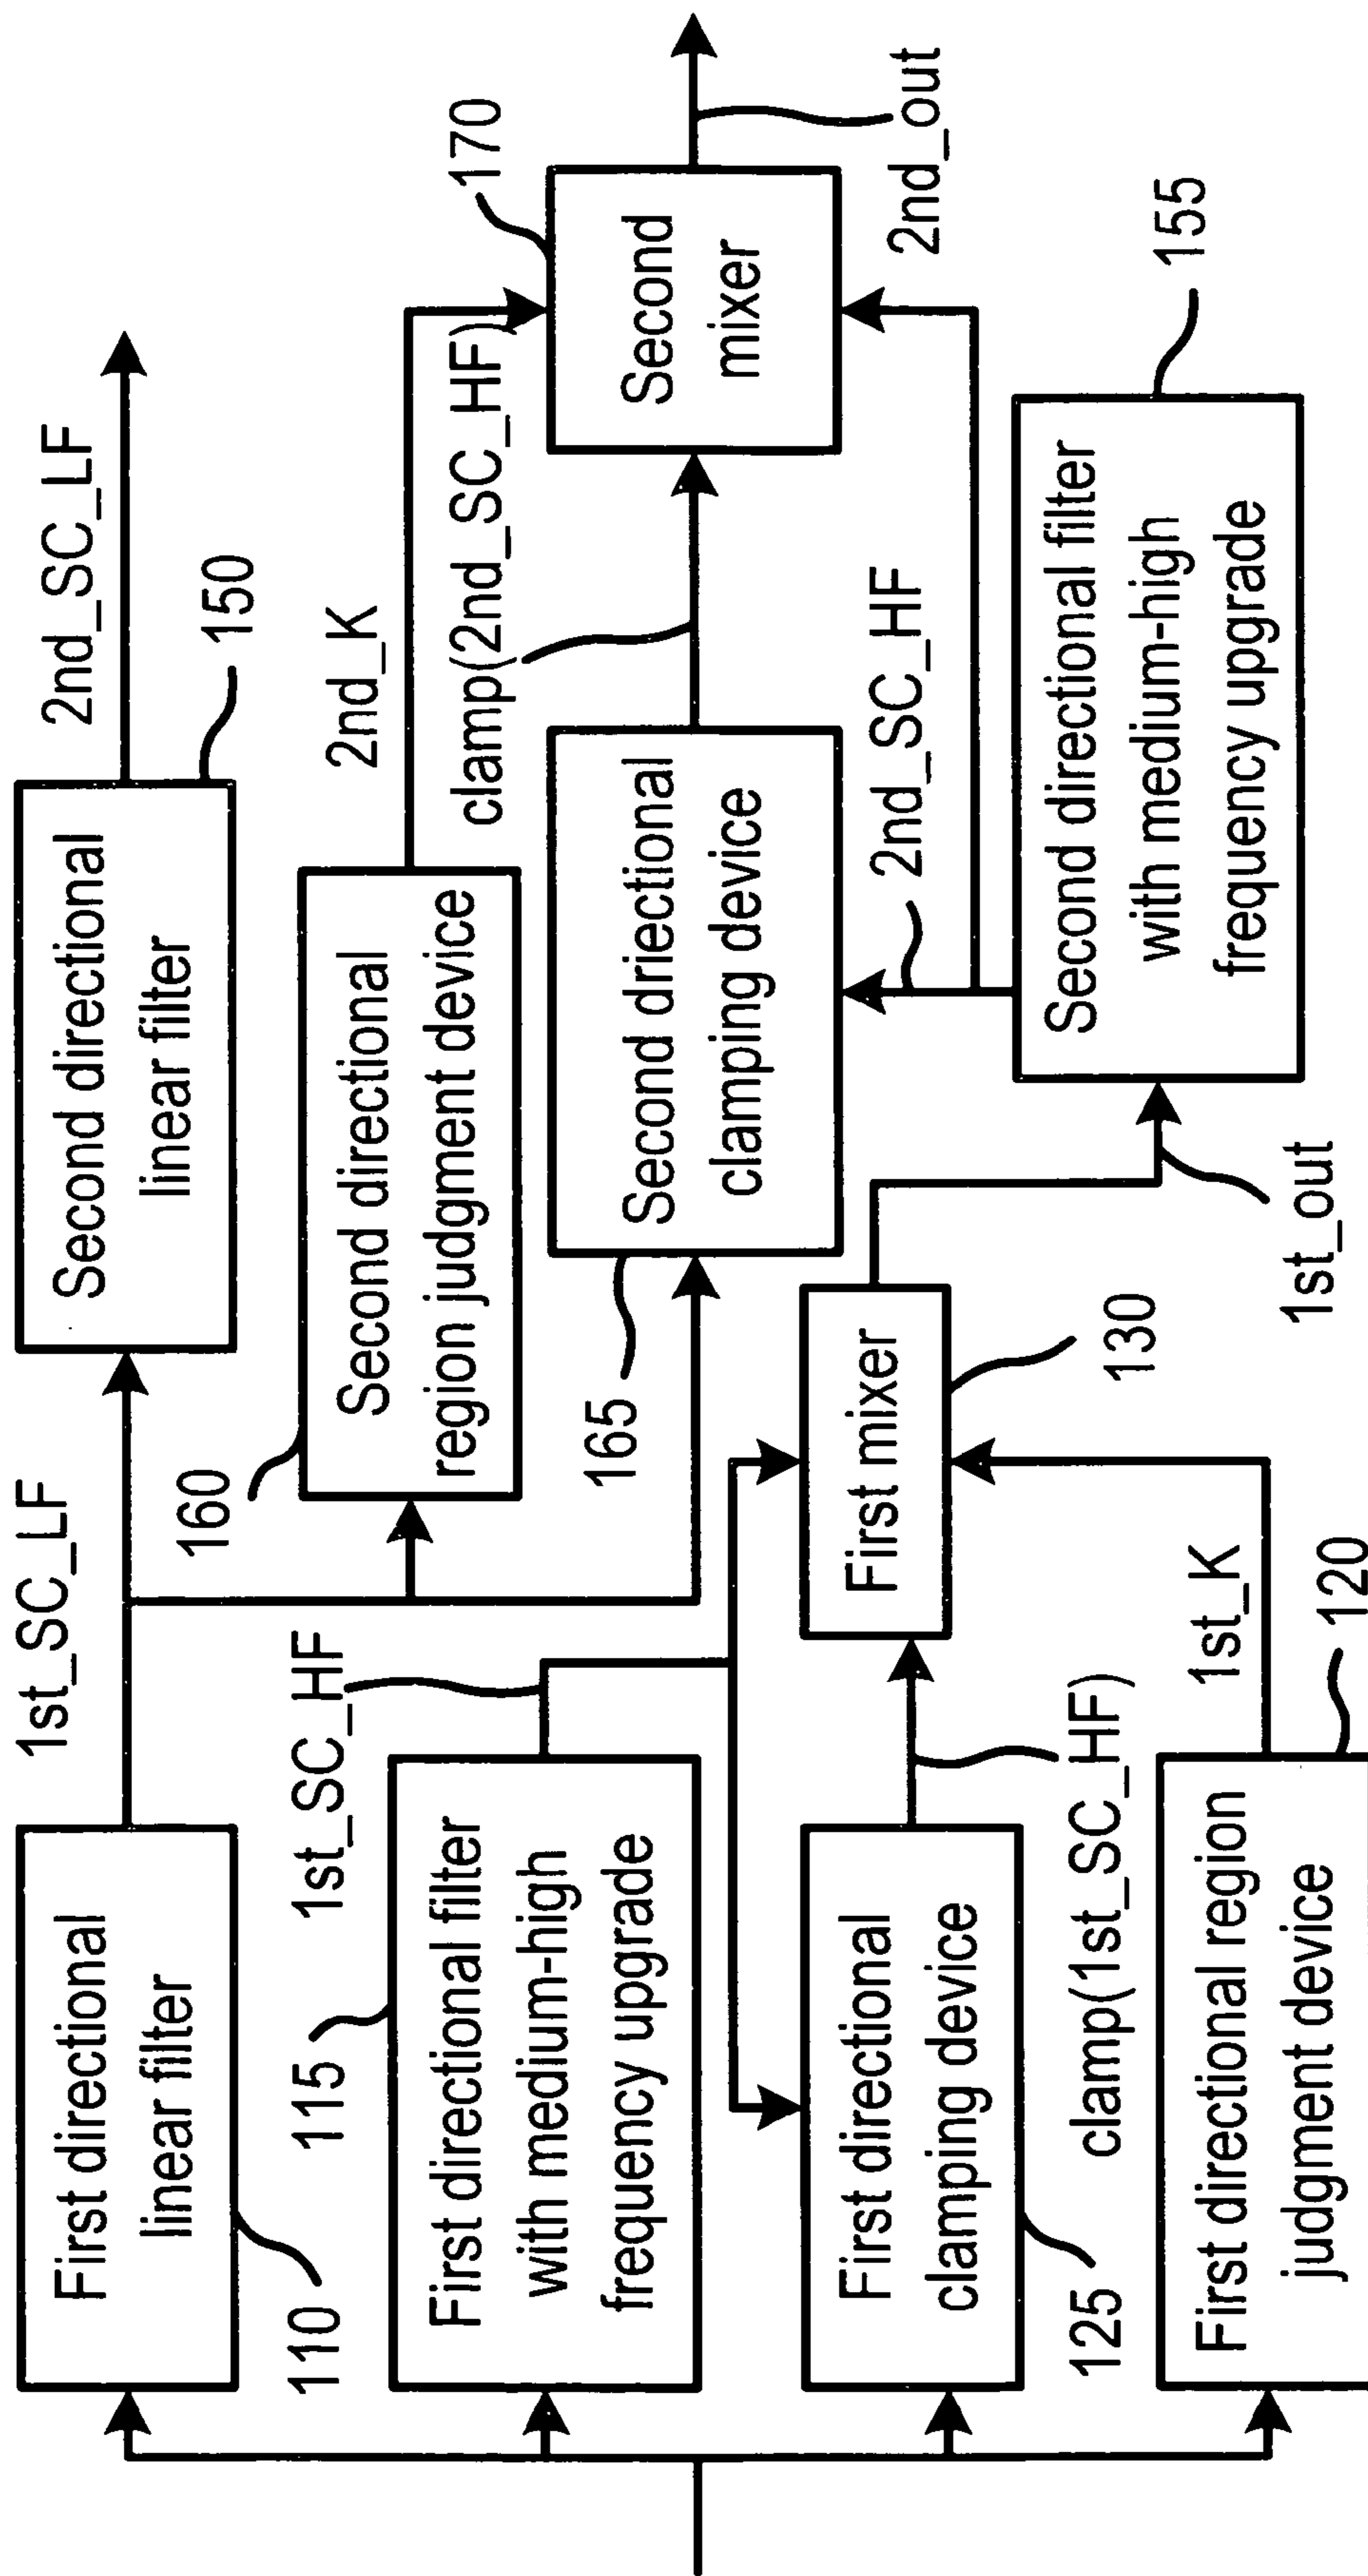 First directional
linear filter
110
1st_SC_LF
Second directional
linear filter
150
2nd_SC_LF
First directional filter
with medium-high
frequency upgrade
115
1st_SC_HF
Second directional
region judgment device
160
2nd_K
Second driectional
clamping device
165
clamp(2nd_SC_HF)
Second
mixer
170
2nd_out
First directional
clamping device
125
clamp(1st_SC_HF)
First mixer
130
2nd_SC_HF
Second directional filter
with medium-high
frequency upgrade
155
1st_out
First directional region
judgment device
120
1st_K